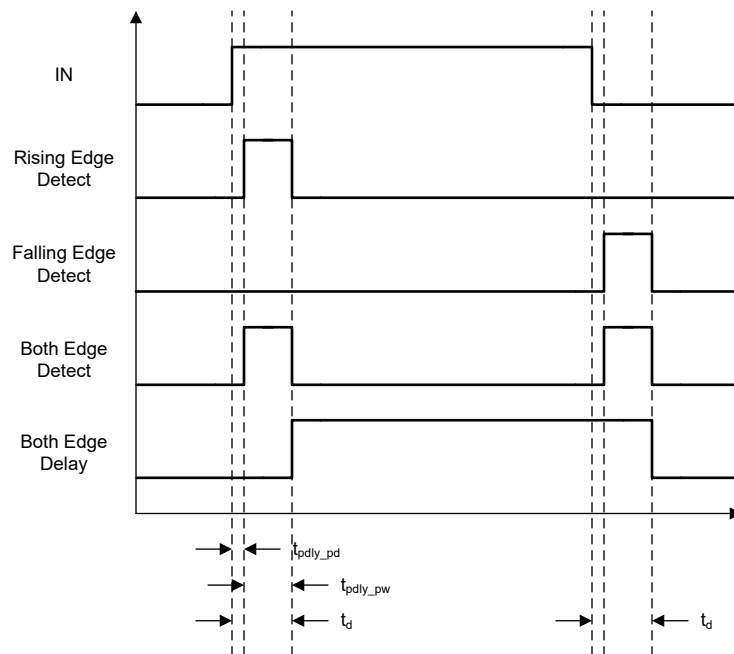 IN
Rising Edge
Detect
Falling Edge
Detect
Both Edge
Detect
Both Edge
Delay
tpdly_pd
tpdly_pw
td
td